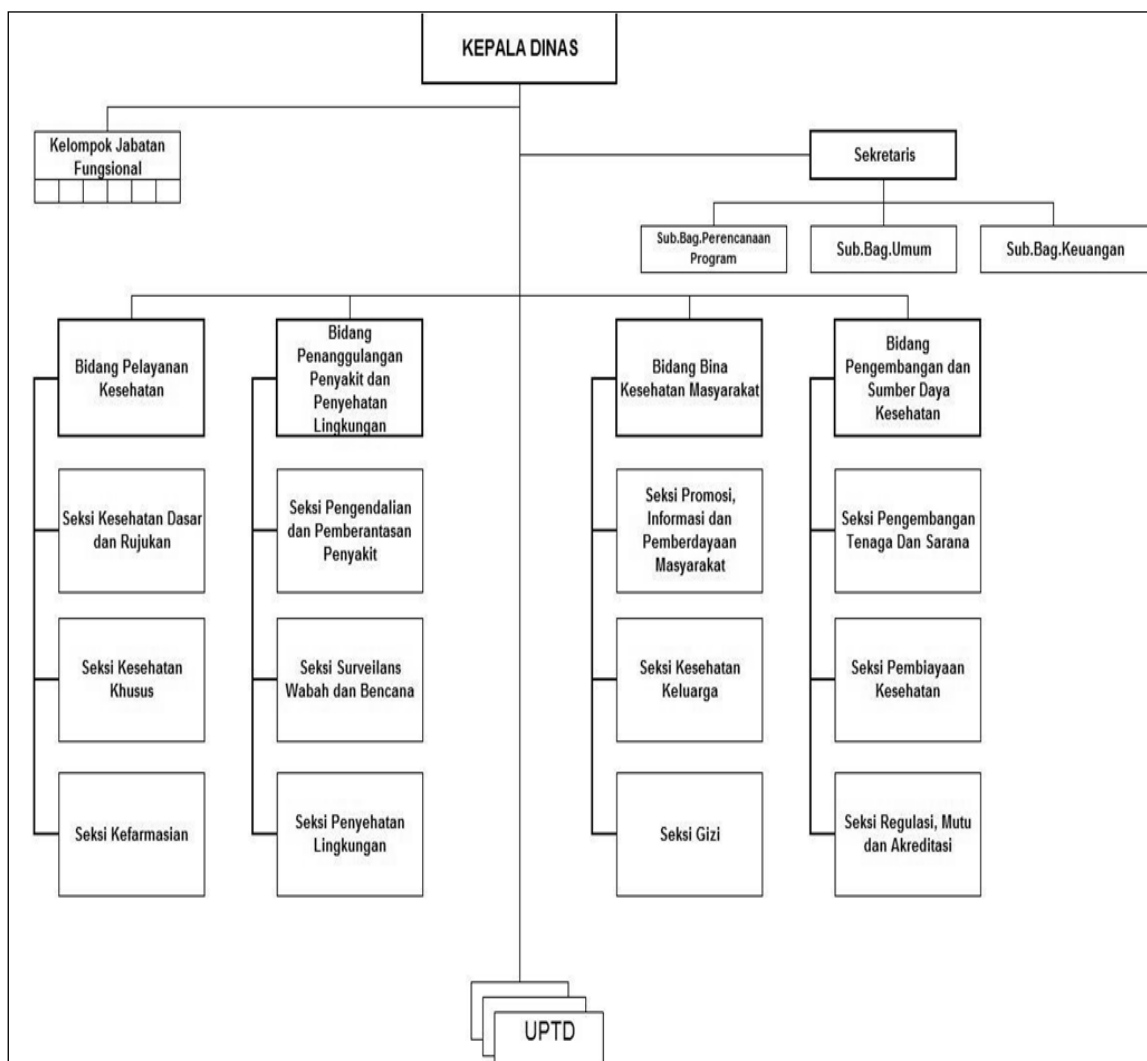 KEPALA DINAS
Kelompok Jabatan
Fungsional
Sekretaris
Sub.Bag.Perencanaan
Program
Sub.Bag.Umum
Sub.Bag.Keuangan
Bidang Pelayanan
Kesehatan
Bidang
Penanggulangan
Penyakit dan
Penyehatan
Lingkungan
Bidang Bina
Kesehatan Masyarakat
Bidang
Pengembangan dan
Sumber Daya
Kesehatan
Seksi Kesehatan Dasar
dan Rujukan
Seksi Pengendalian
dan Pemberantasan
Penyakit
Seksi Promosi,
Informasi dan
Pemberdayaan
Masyarakat
Seksi Pengembangan
Tenaga Dan Sarana
Seksi Kesehatan
Khusus
Seksi Surveilans
Wabah dan Bencana
Seksi Kesehatan
Keluarga
Seksi Pembiayaan
Kesehatan
Seksi Kefarmasian
Seksi Penyehatan
Lingkungan
Seksi Gizi
Seksi Regulasi, Mutu
dan Akreditasi
UPTD